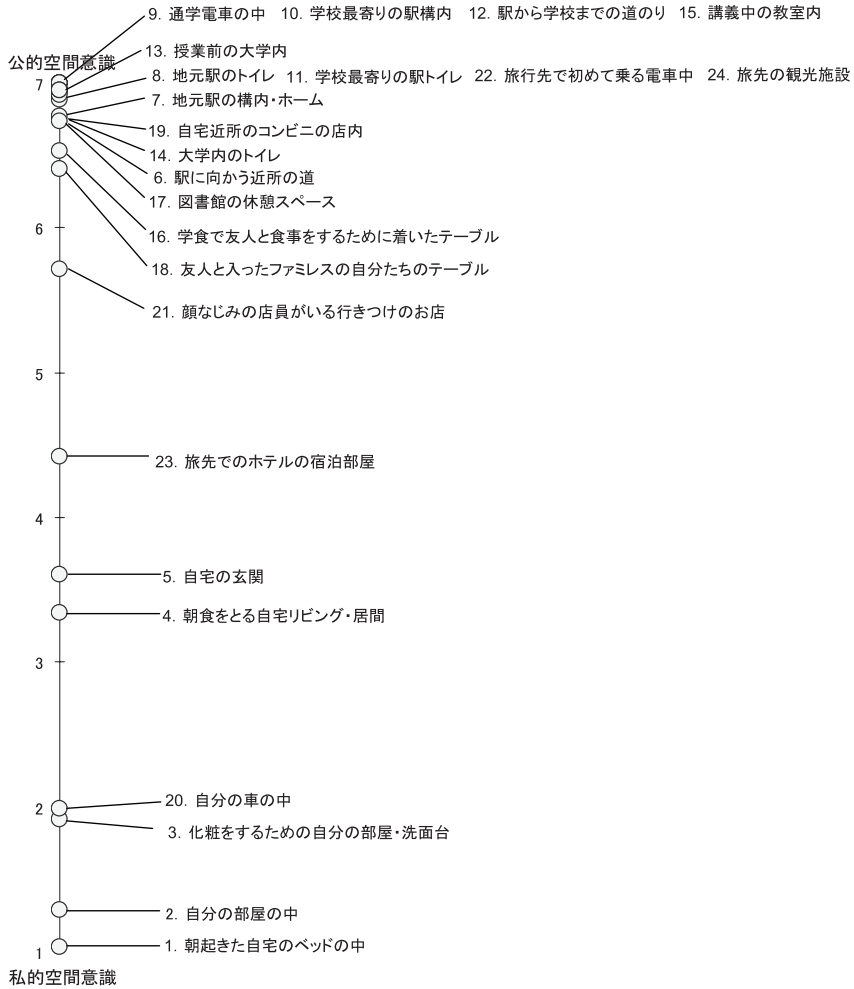 9. 通学電車の中 10. 学校最寄りの駅構内 12. 駅から学校までの道のり 15. 講義中の教室内
13. 授業前の大学内
公的空間意識
8. 地元駅のトイレ 11. 学校最寄りの駅トイレ 22. 旅行先で初めて乗る電車中 24. 旅先の観光施設
7
7. 地元駅の構内・ホーム
19. 自宅近所のコンビニの店内
14. 大学内のトイレ
6. 駅に向かう近所の道
17. 図書館の休憩スペース
6
16. 学食で友人と食事をするために着いたテーブル
18. 友人と入ったファミレスの自分たちのテーブル
21. 顔なじみの店員がいる行きつけのお店
5
23. 旅先でのホテルの宿泊部屋
4
5. 自宅の玄関
4. 朝食をとる自宅リビング・居間
3
20. 自分の車の中
2
3. 化粧をするための自分の部屋・洗面台
2. 自分の部屋の中
1. 朝起きた自宅のベッドの中
1
私的空間意識